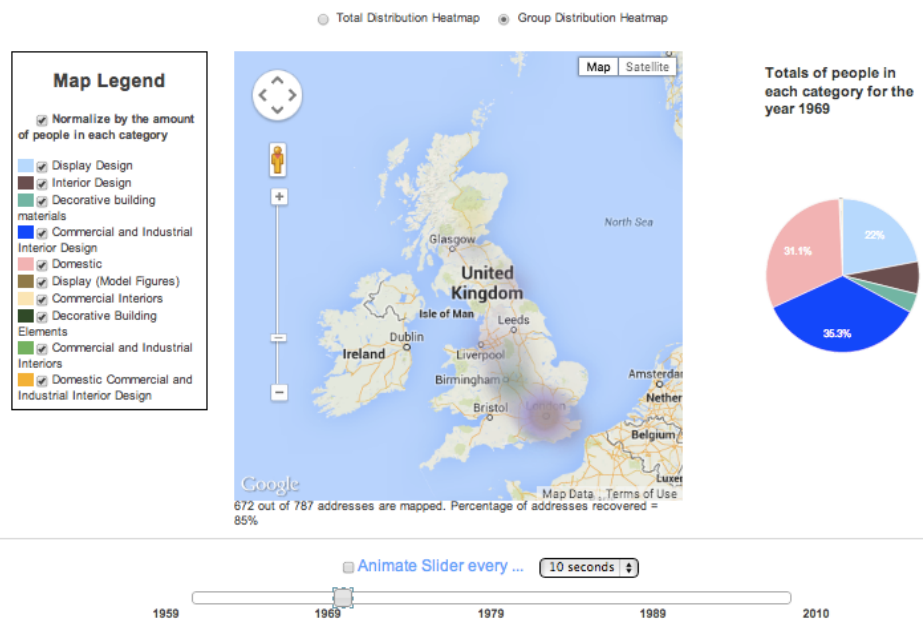 Total Distribution Heatmap Group Distribution Heatmap
Map Legend
Normalize by the amount
of people in each category
Display Design
Interior Design
Decorative building
materials
Commercial and Industrial
Interior Design
Domestic
Display (Model Figures)
Commercial Interiors
Decorative Building
Elements
Commercial and Industrial
Interiors
Domestic Commercial and
Industrial Interior Design
Map Satellite
North Sea
Glasgow
United
Kingdom
Isle of Man
Leeds
Dublin
Ireland
Liverpool
Birmingham
Amsterdam
Nether
Bristol
London
Belgium
Luxer
Google
Map Data Terms of Use
672 out of 787 addresses are mapped. Percentage of addresses recovered =
85%
Totals of people in
each category for the
year 1969
22%
31.1%
35.3%
Animate Slider every ... 10 seconds
1959 1969 1979 1989 2010